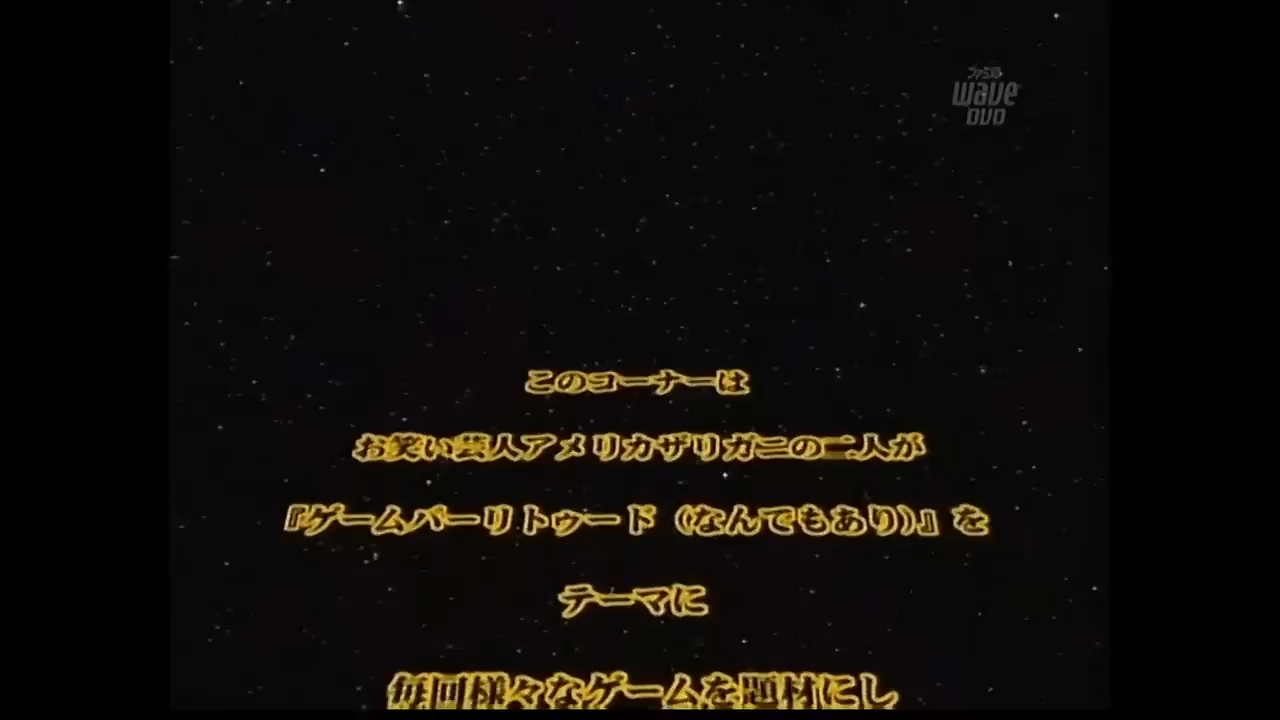 ファミ通
wave
DVD
このコーナーは
お笑い芸人アメリカザリガニの二人が
『ゲームバーリトゥード（なんでもあり）』を
テーマに
毎回様々なゲームを題材にし